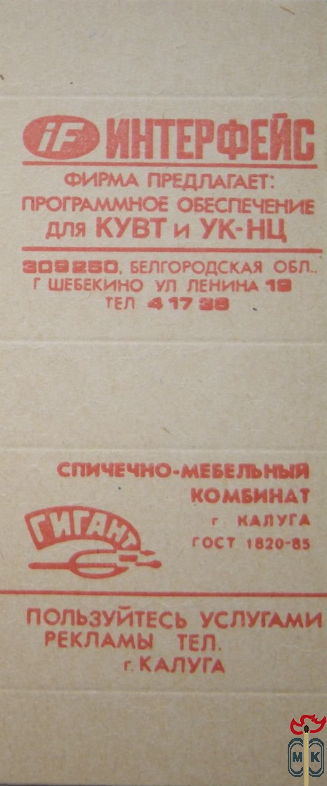 iF ИНТЕРФЕЙС
ФИРМА ПРЕДЛАГАЕТ:
ПРОГРАММНОЕ ОБЕСПЕЧЕНИЕ
для КУВТ и УК-НЦ
309250, БЕЛГОРОДСКАЯ ОБЛ.,
Г ШЕБЕКИНО УЛ ЛЕНИНА 19
ТЕЛ 4 17 38
СПИЧЕЧНО-МЕБЕЛЬНЫЙ
КОМБИНАТ
г КАЛУГА
ГОСТ 1820-85
ГИГАНТ
ПОЛЬЗУЙТЕСЬ УСЛУГАМИ
РЕКЛАМЫ ТЕЛ.
г. КАЛУГА
МК